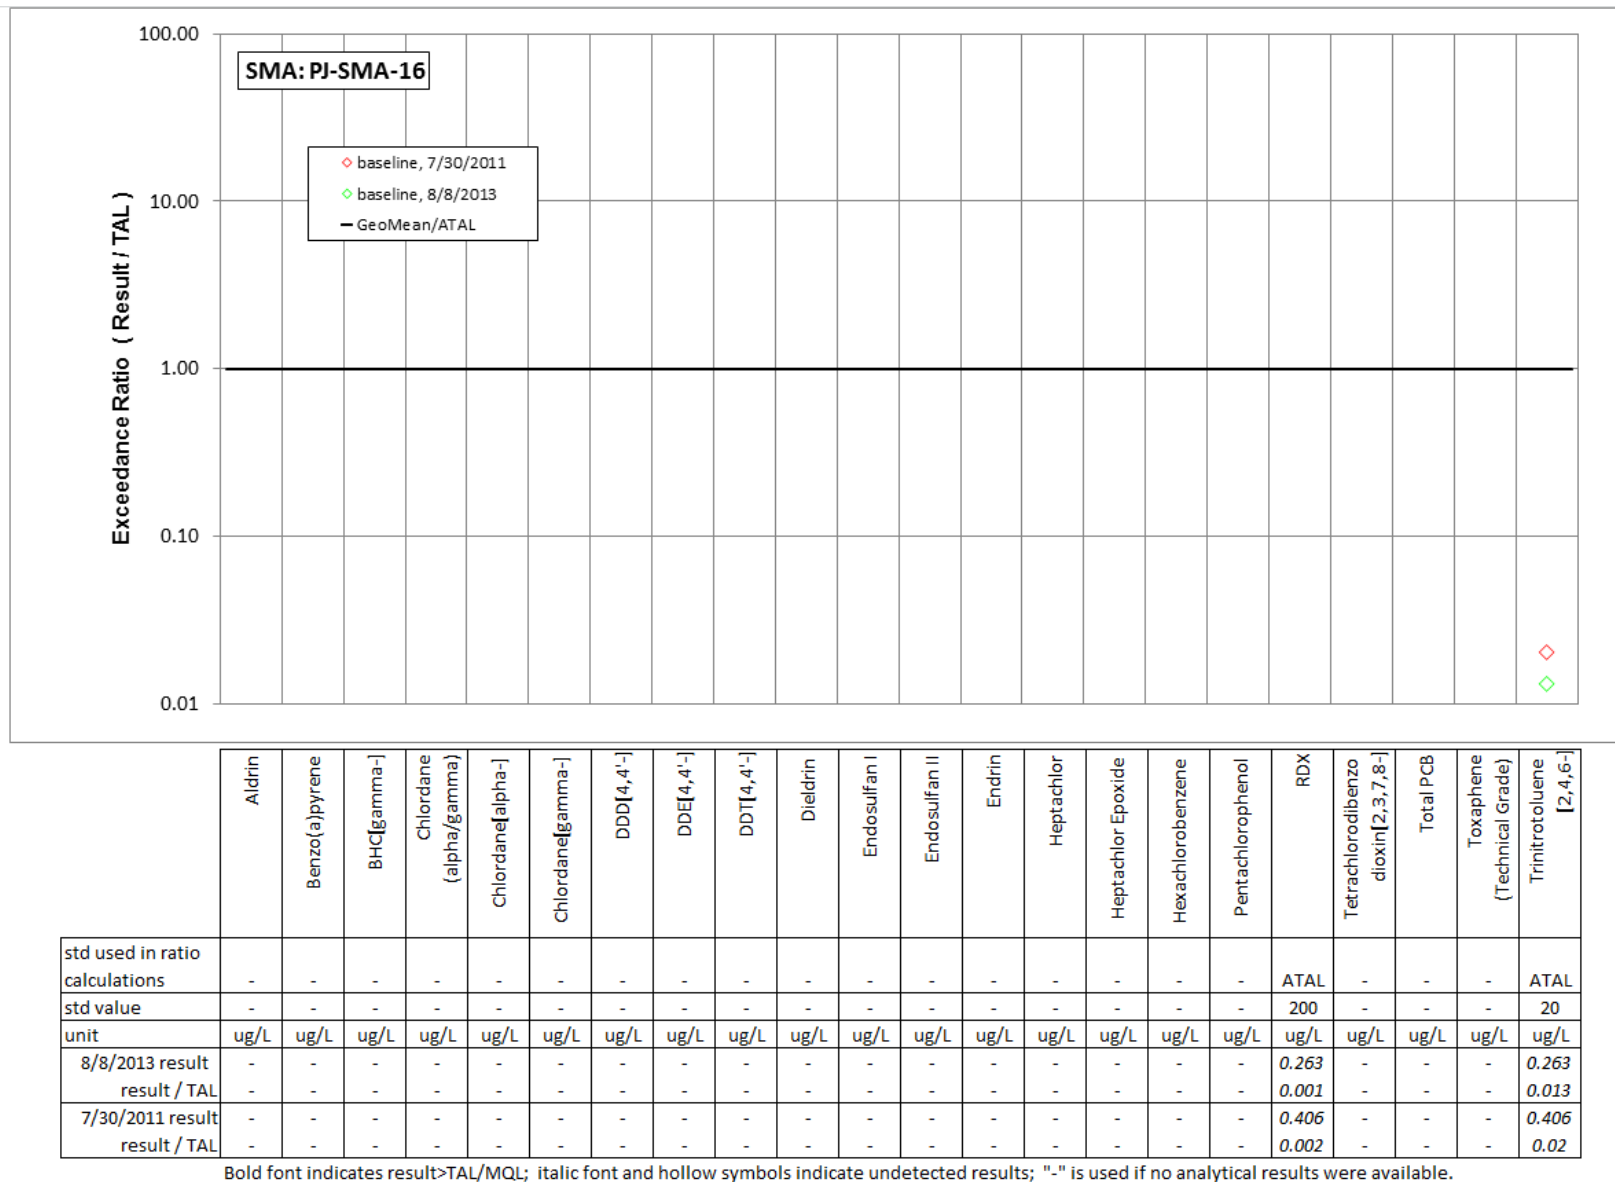 100.00
SMA: PJ-SMA-16
baseline, 7/30/2011
baseline, 8/8/2013
GeoMean/ATAL
10.00
1.00
0.10
0.01
Exceedance Ratio ( Result / TAL )
Aldrin
Benzo(a)pyrene
BHC[gamma-]
Chlordane
(alpha/gamma)
Chlordane[alpha-]
Chlordane[gamma-]
DDD[4,4'-]
DDE[4,4'-]
DDT[4,4'-]
Dieldrin
Endosulfan I
Endosulfan II
Endrin
Heptachlor
Heptachlor Epoxide
Hexachlorobenzene
Pentachlorophenol
RDX
Tetrachlorodibenzo
dioxin[2,3,7,8-]
Total PCB
Toxaphene
(Technical Grade)
Trinitrotoluene
[2,4,6-]
std used in ratio
calculations - - - - - - - - - - - - - - - - - ATAL - - - ATAL
std value - - - - - - - - - - - - - - - - - 200 - - - 20
unit ug/L ug/L ug/L ug/L ug/L ug/L ug/L ug/L ug/L ug/L ug/L ug/L ug/L ug/L ug/L ug/L ug/L ug/L ug/L ug/L ug/L ug/L
8/8/2013 result - - - - - - - - - - - - - - - - - 0.263 - - - 0.263
result / TAL - - - - - - - - - - - - - - - - - 0.001 - - - 0.013
7/30/2011 result - - - - - - - - - - - - - - - - - 0.406 - - - 0.406
result / TAL - - - - - - - - - - - - - - - - - 0.002 - - - 0.02
Bold font indicates result>TAL/MQL; italic font and hollow symbols indicate undetected results; "-" is used if no analytical results were available.